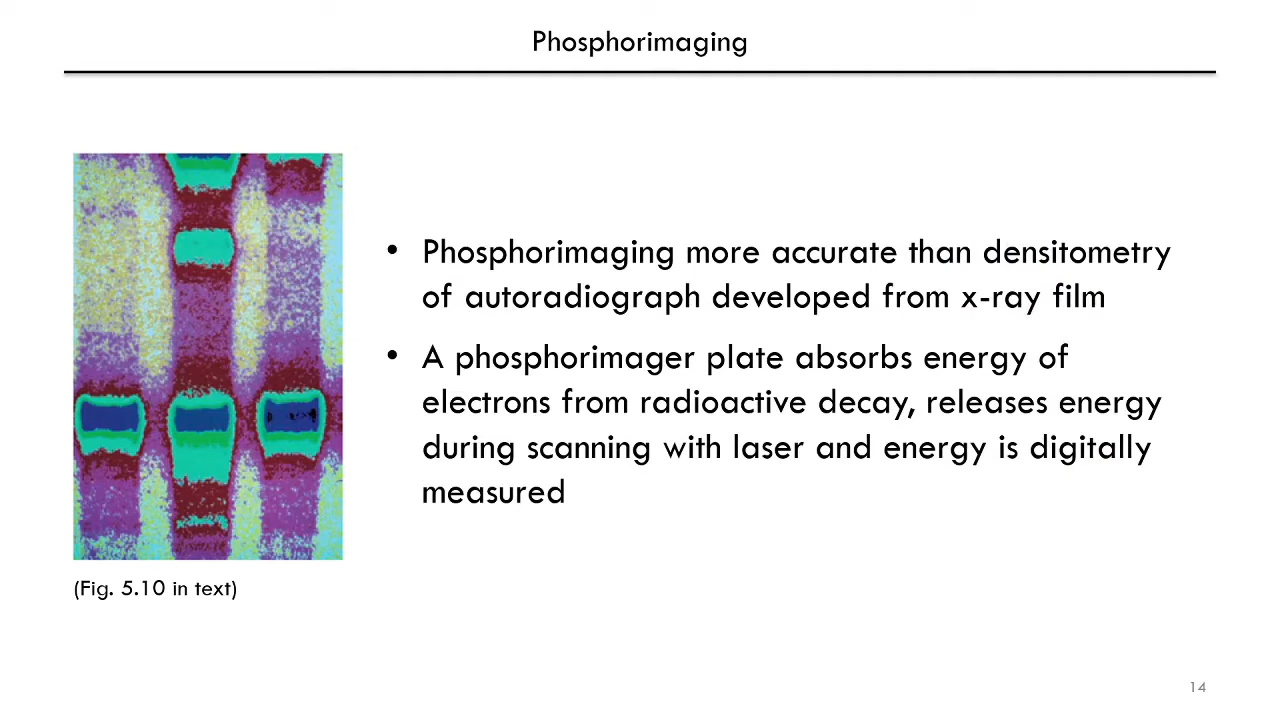 Phosphorimaging
• Phosphorimaging more accurate than densitometry
of autoradiograph developed from x-ray film
• A phosphorimager plate absorbs energy of
electrons from radioactive decay, releases energy
during scanning with laser and energy is digitally
measured
(Fig. 5.10 in text)
14